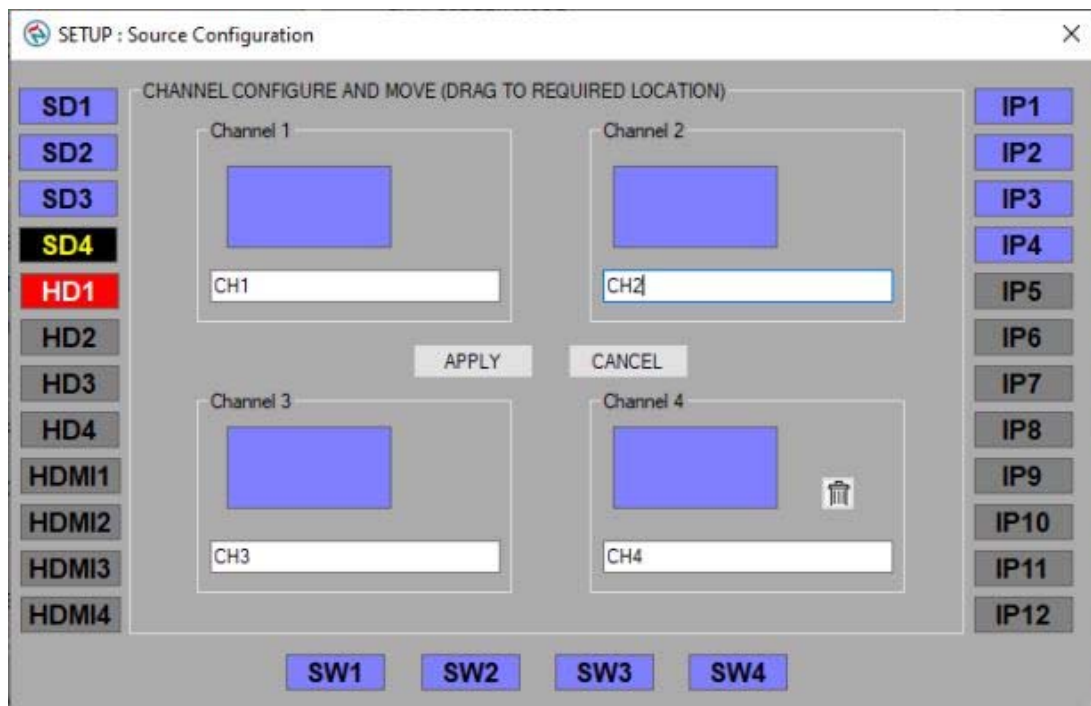 SETUP : Source Configuration
CHANNEL CONFIGURE AND MOVE (DRAG TO REQUIRED LOCATION)
SD1
SD2
SD3
SD4
HD1
HD2
HD3
HD4
HDMI1
HDMI2
HDMI3
HDMI4
Channel 1
CH1
Channel 2
CH2
APPLY
CANCEL
Channel 3
CH3
Channel 4
CH4
IP1
IP2
IP3
IP4
IP5
IP6
IP7
IP8
IP9
IP10
IP11
IP12
SW1
SW2
SW3
SW4